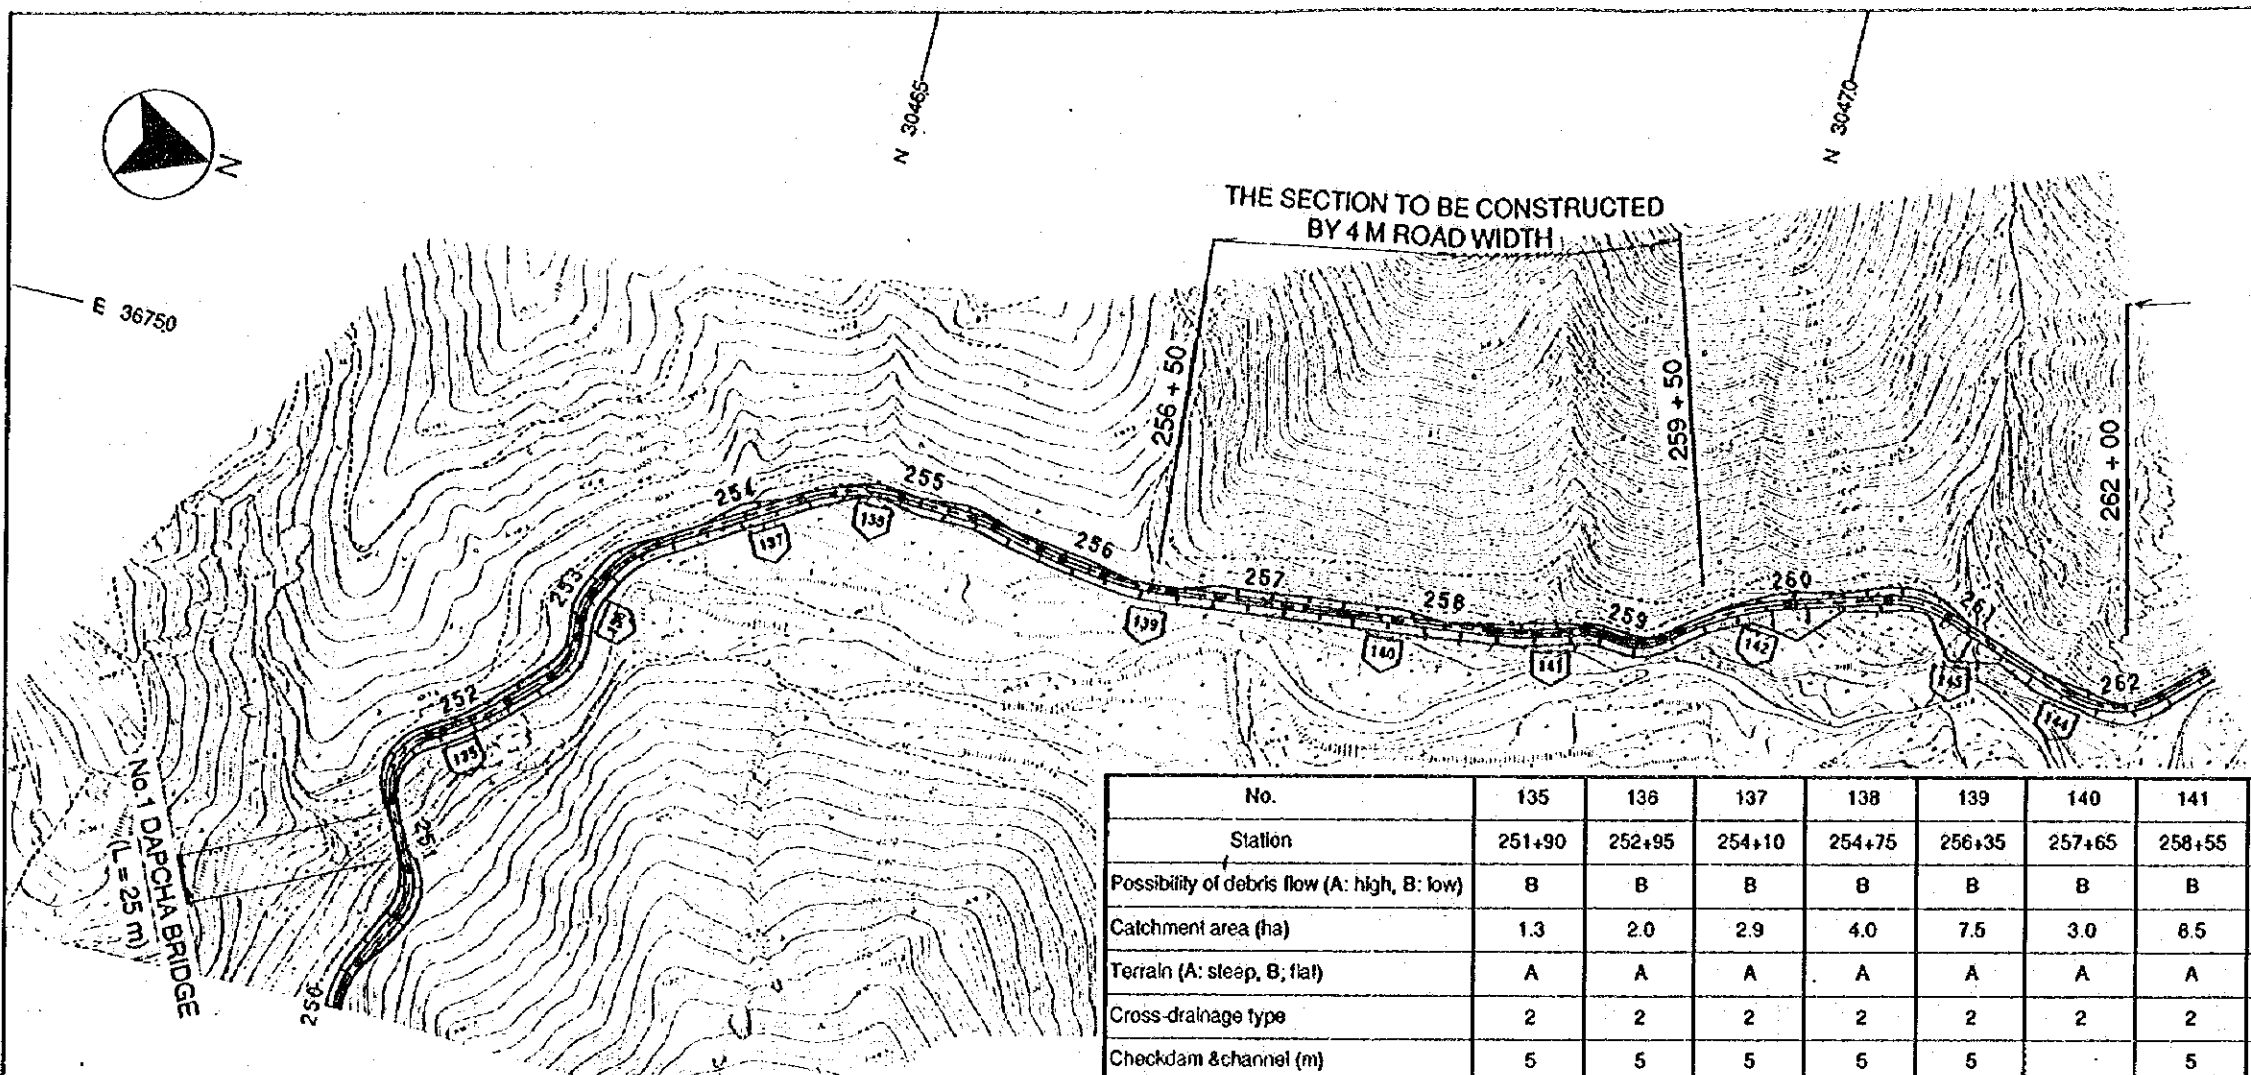 N 30465
N 30470
N
E 36750
THE SECTION TO BE CONSTRUCTED
BY 4 M ROAD WIDTH
256 + 50
259 + 50
262 + 00
250
251
252
253
254
255
256
257
258
259
260
261
262
135
137
139
140
141
142
144
No.1 DAPCHA BRIDGE
(L = 25 m)
No. 135 136 137 138 139 140 141
Station 251+90 252+95 254+10 254+75 256+35 257+65 258+55
Possibility of debris flow (A: high, B: low) B B B B B B B
Catchment area (ha) 1.3 2.0 2.9 4.0 7.5 3.0 8.5
Terrain (A: steep, B; flat) A A A A A A A
Cross-drainage type 2 2 2 2 2 2 2
Checkdam &channel (m) 5 5 5 5 5 5